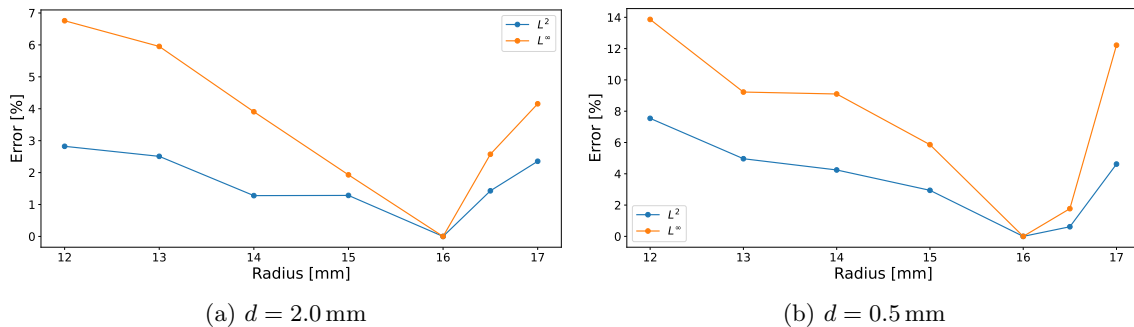 7
6
5
4
3
2
1
0
Error [%]
12 13 14 15 16 17
Radius [mm]
L²
L∞
(a) d = 2.0 mm
14
12
10
8
6
4
2
0
Error [%]
12 13 14 15 16 17
Radius [mm]
L²
L∞
(b) d = 0.5 mm